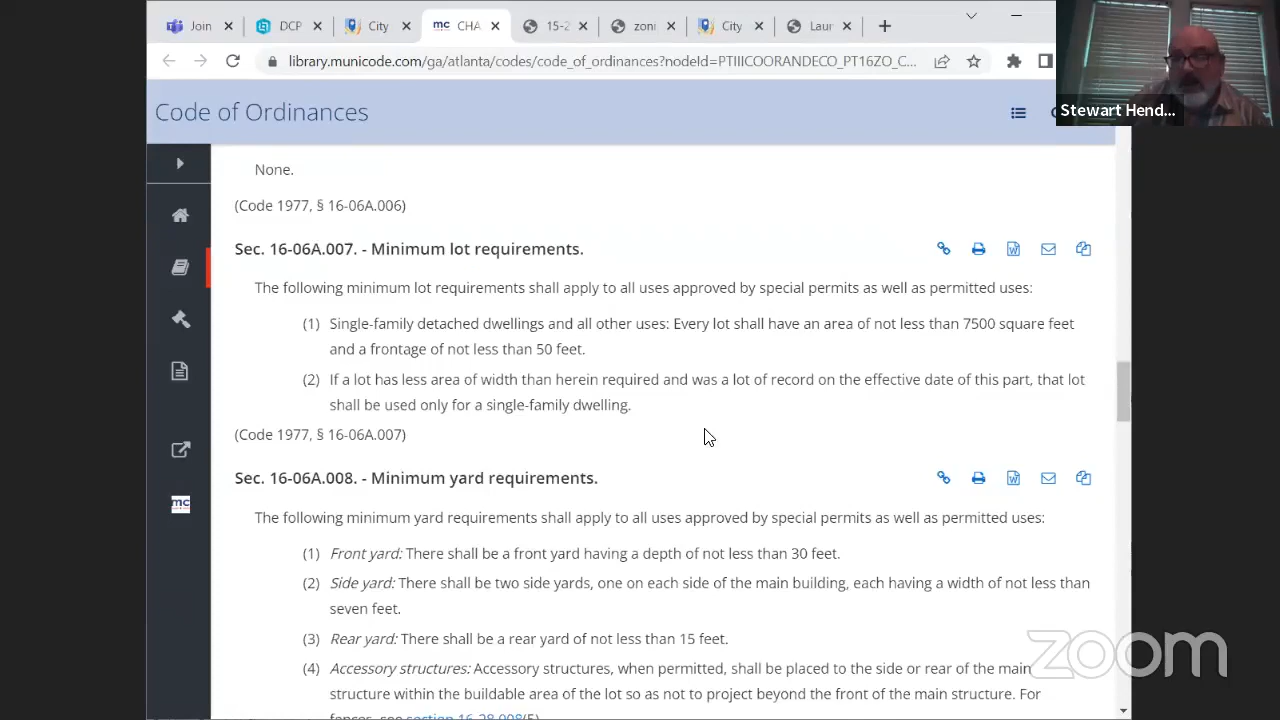 Join
DCP
City
mc CHA
15-2
zoni
City
Laur
library.municode.com/ga/atlanta/codes/code_of_ordinances?nodeId=PTIIICOORANDECO_PT16ZO_C...
Stewart Hend...
Code of Ordinances
None.
(Code 1977, § 16-06A.006)
Sec. 16-06A.007. - Minimum lot requirements.
The following minimum lot requirements shall apply to all uses approved by special permits as well as permitted uses:
(1) Single-family detached dwellings and all other uses: Every lot shall have an area of not less than 7500 square feet
and a frontage of not less than 50 feet.
(2) If a lot has less area of width than herein required and was a lot of record on the effective date of this part, that lot
shall be used only for a single-family dwelling.
(Code 1977, § 16-06A.007)
mc
Sec. 16-06A.008. - Minimum yard requirements.
The following minimum yard requirements shall apply to all uses approved by special permits as well as permitted uses:
(1) Front yard: There shall be a front yard having a depth of not less than 30 feet.
(2) Side yard: There shall be two side yards, one on each side of the main building, each having a width of not less than
seven feet.
(3) Rear yard: There shall be a rear yard of not less than 15 feet.
(4) Accessory structures: Accessory structures, when permitted, shall be placed to the side or rear of the main
structure within the buildable area of the lot so as not to project beyond the front of the main structure. For
fences, see section 16-28.008(5).
zoom